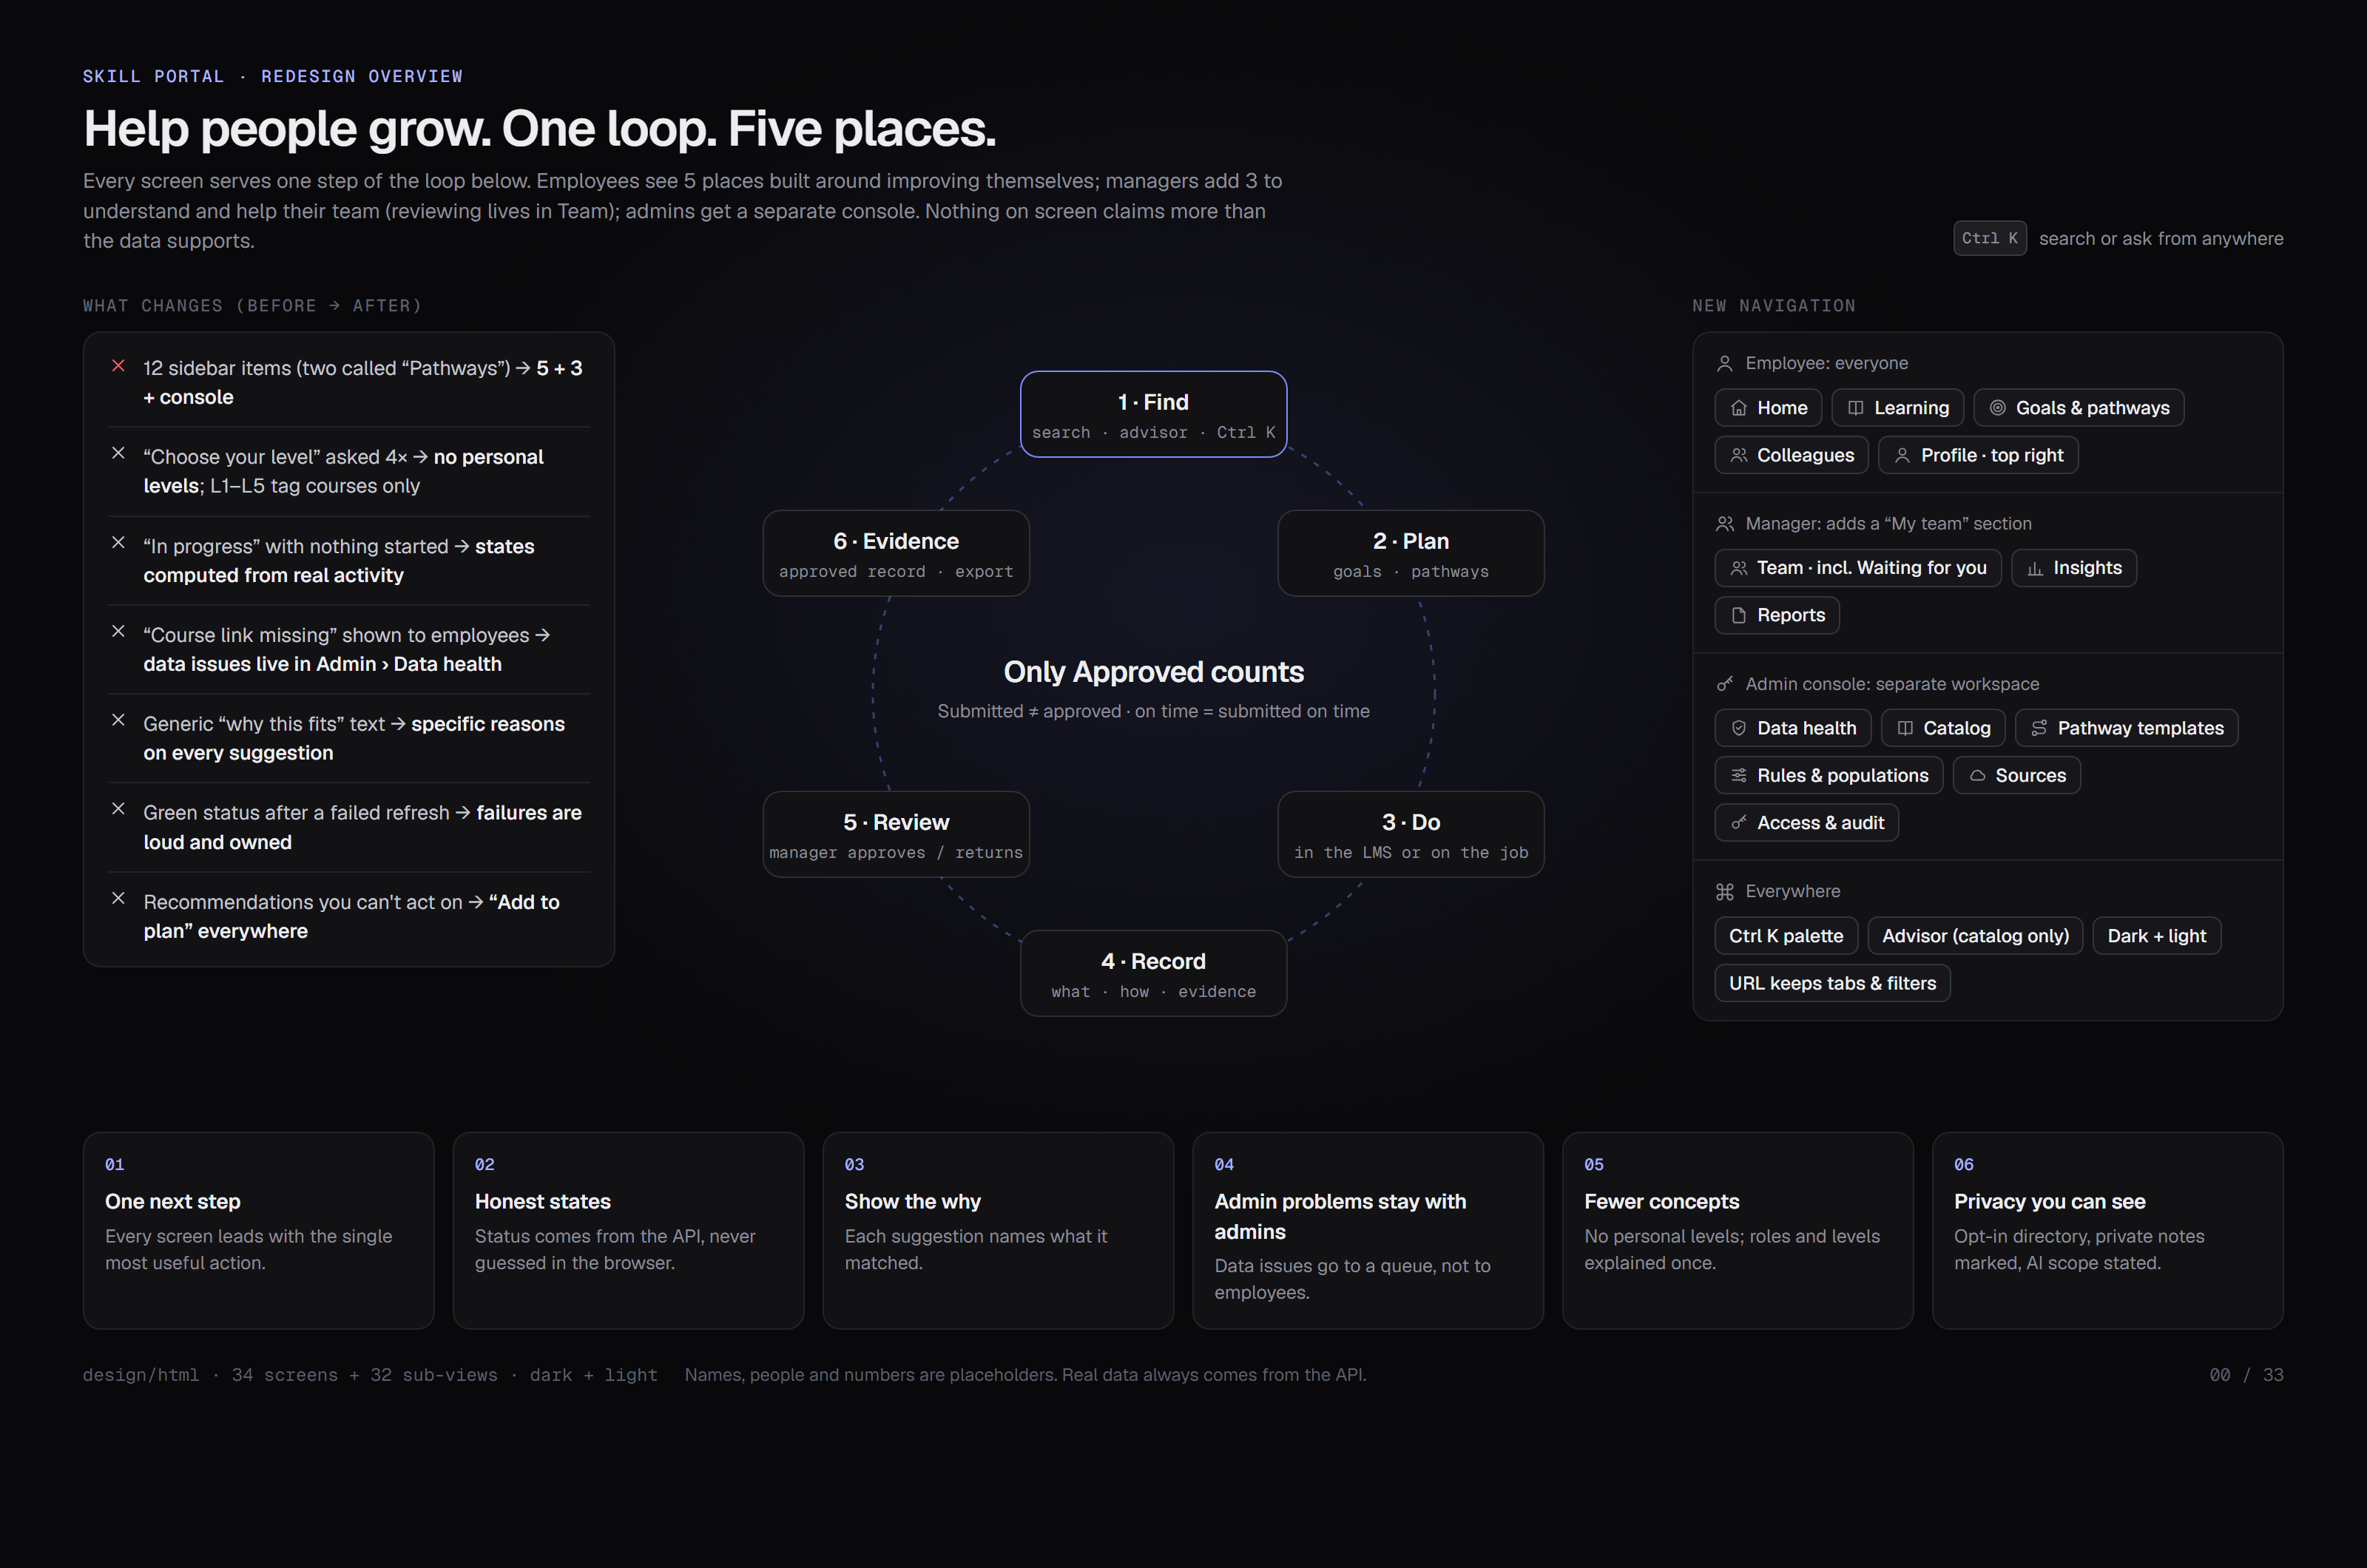 SKILL PORTAL · REDESIGN OVERVIEW
Help people grow. One loop. Five places.
Every screen serves one step of the loop below. Employees see 5 places built around improving themselves; managers add 3 to
understand and help their team (reviewing lives in Team); admins get a separate console. Nothing on screen claims more than
the data supports.
Ctrl K search or ask from anywhere
WHAT CHANGES (BEFORE → AFTER)
12 sidebar items (two called “Pathways”) → 5 + 3
+ console
“Choose your level” asked 4× → no personal
levels; L1–L5 tag courses only
“In progress” with nothing started → states
computed from real activity
“Course link missing” shown to employees →
data issues live in Admin › Data health
Generic “why this fits” text → specific reasons
on every suggestion
Green status after a failed refresh → failures are
loud and owned
Recommendations you can't act on → “Add to
plan” everywhere
1 · Find
search · advisor · Ctrl K
2 · Plan
goals · pathways
3 · Do
in the LMS or on the job
4 · Record
what · how · evidence
5 · Review
manager approves / returns
6 · Evidence
approved record · export
Only Approved counts
Submitted ≠ approved · on time = submitted on time
NEW NAVIGATION
Employee: everyone
Home Learning Goals & pathways
Colleagues Profile · top right
Manager: adds a “My team” section
Team · incl. Waiting for you Insights
Reports
Admin console: separate workspace
Data health Catalog Pathway templates
Rules & populations Sources
Access & audit
Everywhere
Ctrl K palette Advisor (catalog only) Dark + light
URL keeps tabs & filters
01
One next step
Every screen leads with the single
most useful action.
02
Honest states
Status comes from the API, never
guessed in the browser.
03
Show the why
Each suggestion names what it
matched.
04
Admin problems stay with
admins
Data issues go to a queue, not to
employees.
05
Fewer concepts
No personal levels; roles and levels
explained once.
06
Privacy you can see
Opt-in directory, private notes
marked, AI scope stated.
design/html · 34 screens + 32 sub-views · dark + light Names, people and numbers are placeholders. Real data always comes from the API.
00 / 33